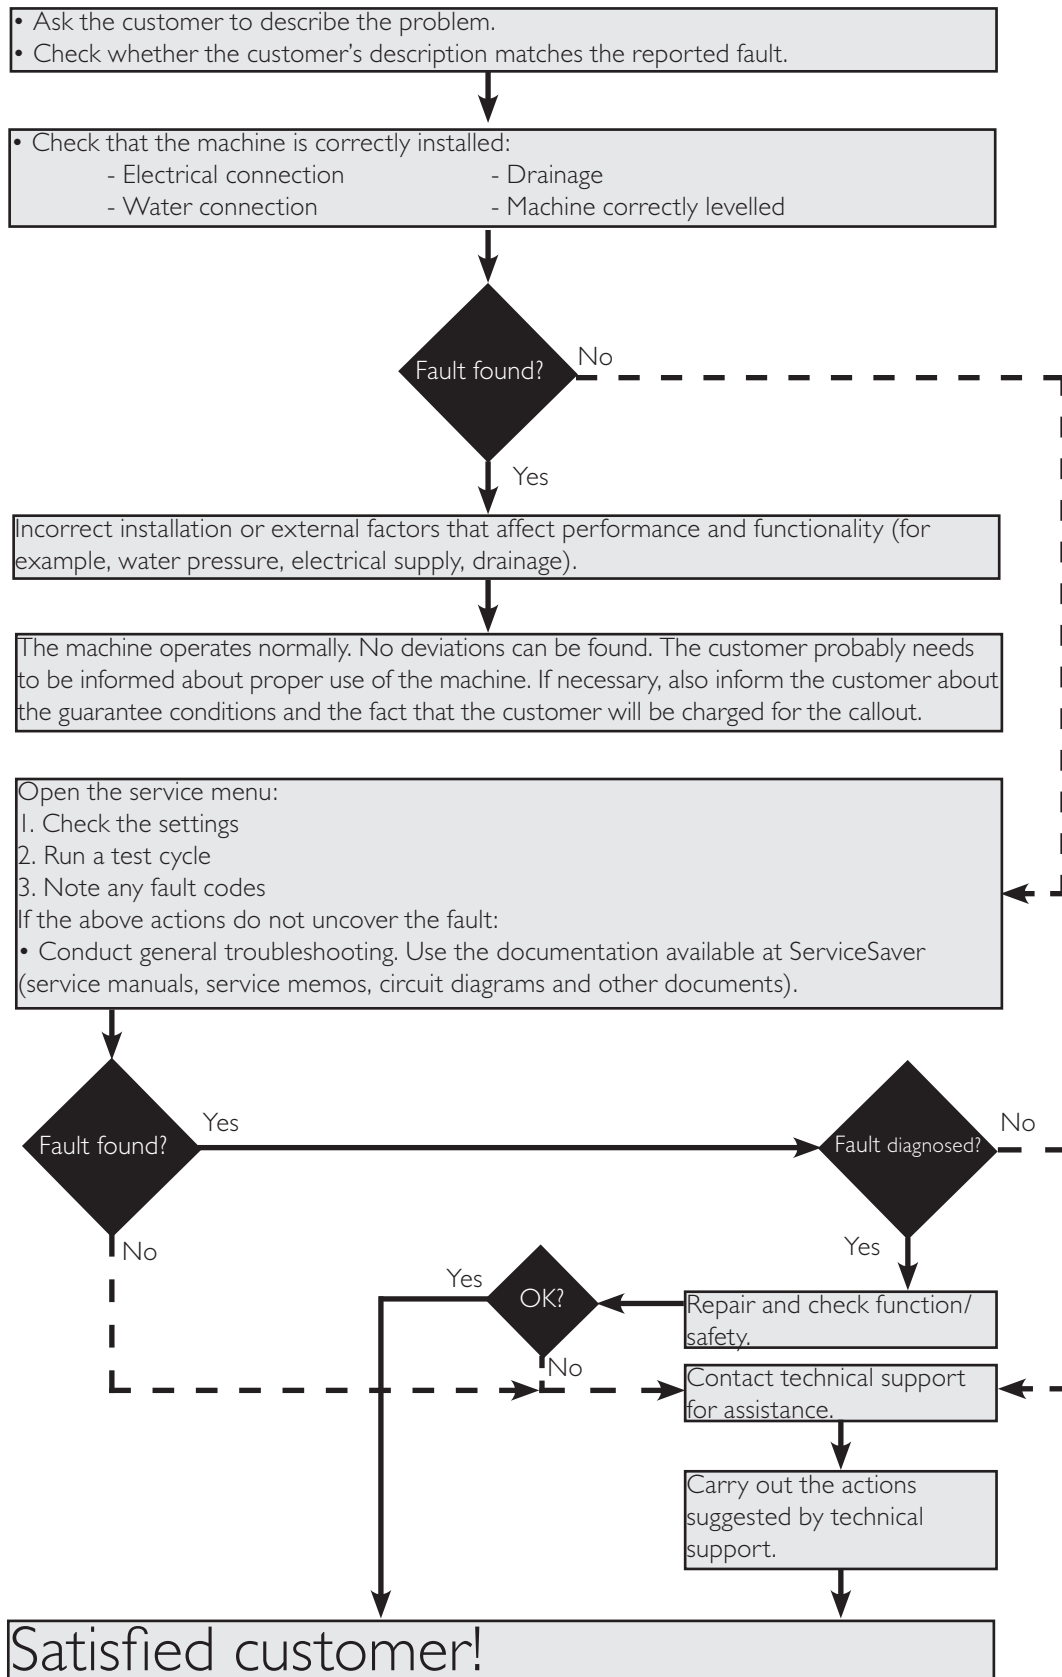 • Ask the customer to describe the problem.
• Check whether the customer’s description matches the reported fault.
• Check that the machine is correctly installed:
- Electrical connection - Drainage
- Water connection - Machine correctly levelled
Fault found?
No
Yes
Incorrect installation or external factors that affect performance and functionality (for
example, water pressure, electrical supply, drainage).
The machine operates normally. No deviations can be found. The customer probably needs
to be informed about proper use of the machine. If necessary, also inform the customer about
the guarantee conditions and the fact that the customer will be charged for the callout.
Open the service menu:
1. Check the settings
2. Run a test cycle
3. Note any fault codes
If the above actions do not uncover the fault:
• Conduct general troubleshooting. Use the documentation available at ServiceSaver
(service manuals, service memos, circuit diagrams and other documents).
Fault found?
Yes
Fault diagnosed?
No
No
Yes
Yes
OK?
Repair and check function/
safety.
No
Contact technical support
for assistance.
Carry out the actions
suggested by technical
support.
Satisfied customer!